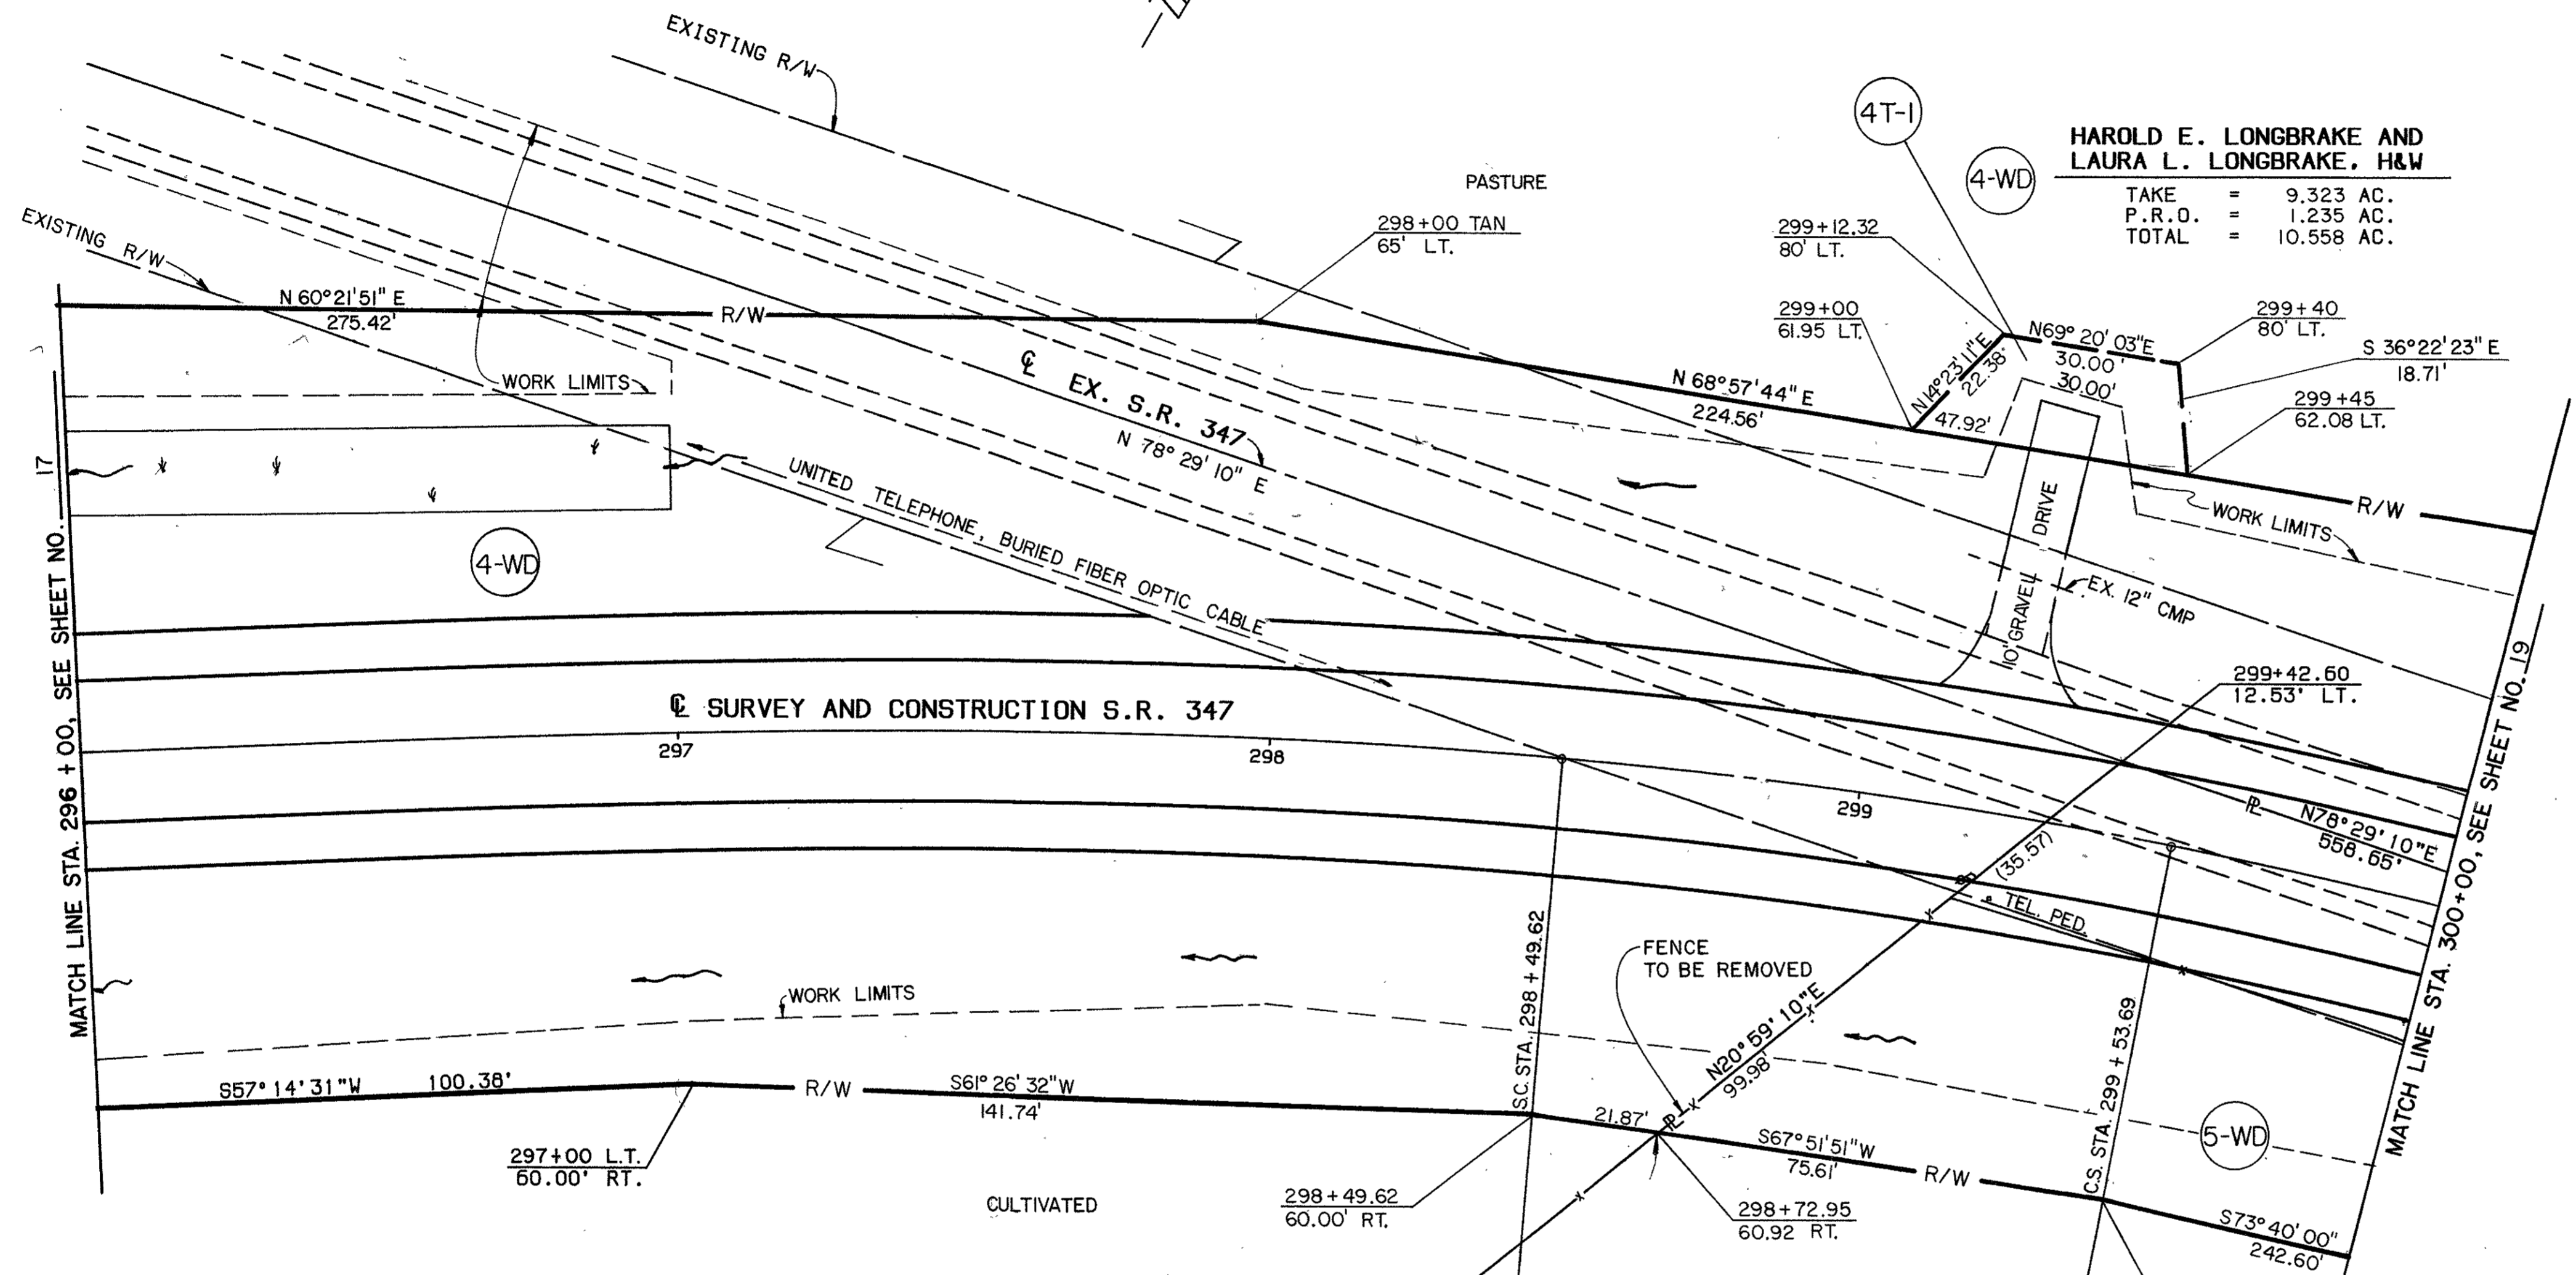 EXISTING R/W
4T-1
4-WD
HAROLD E. LONGBRAKE AND
LAURA L. LONGBRAKE, H&W
TAKE = 9.323 AC.
P.R.O. = 1.235 AC.
TOTAL = 10.558 AC.
PASTURE
298+00 TAN
65' LT.
299+12.32
80' LT.
EXISTING R/W
N 60°21'51" E
275.42'
R/W
299+00
61.95 LT.
N69° 20' 03"E
30.00'
30.00'
299+40
80' LT.
S 36°22'23" E
18.71'
N14°23'11"E
22.38'
WORK LIMITS
℄ EX. S.R. 347
N 78° 29' 10" E
N 68°57'44" E
224.56'
47.92'
299+45
62.08 LT.
R/W
WORK LIMITS
17
UNITED TELEPHONE, BURIED FIBER OPTIC CABLE
4-WD
10' GRAVEL DRIVE
EX. 12" CMP
299+42.60
12.53' LT.
℄ SURVEY AND CONSTRUCTION S.R. 347
297
298
299
MATCH LINE STA. 296 + 00, SEE SHEET NO.
(35.57)
℄
N78° 29' 10"E
558.65'
MATCH LINE STA. 300+00, SEE SHEET NO. 19
TEL. PED.
S.C. STA. 298 + 49.62
FENCE
TO BE REMOVED
N20° 59' 10"E
99.98'
C.S. STA. 299 + 53.69
WORK LIMITS
S57° 14'31"W 100.38'
R/W
S61° 26' 32"W
141.74'
21.87'
S67°51'51"W
75.61'
R/W
5-WD
297+00 L.T.
60.00' RT.
CULTIVATED
298+49.62
60.00' RT.
298+72.95
60.92 RT.
S73°40'00"
242.60'